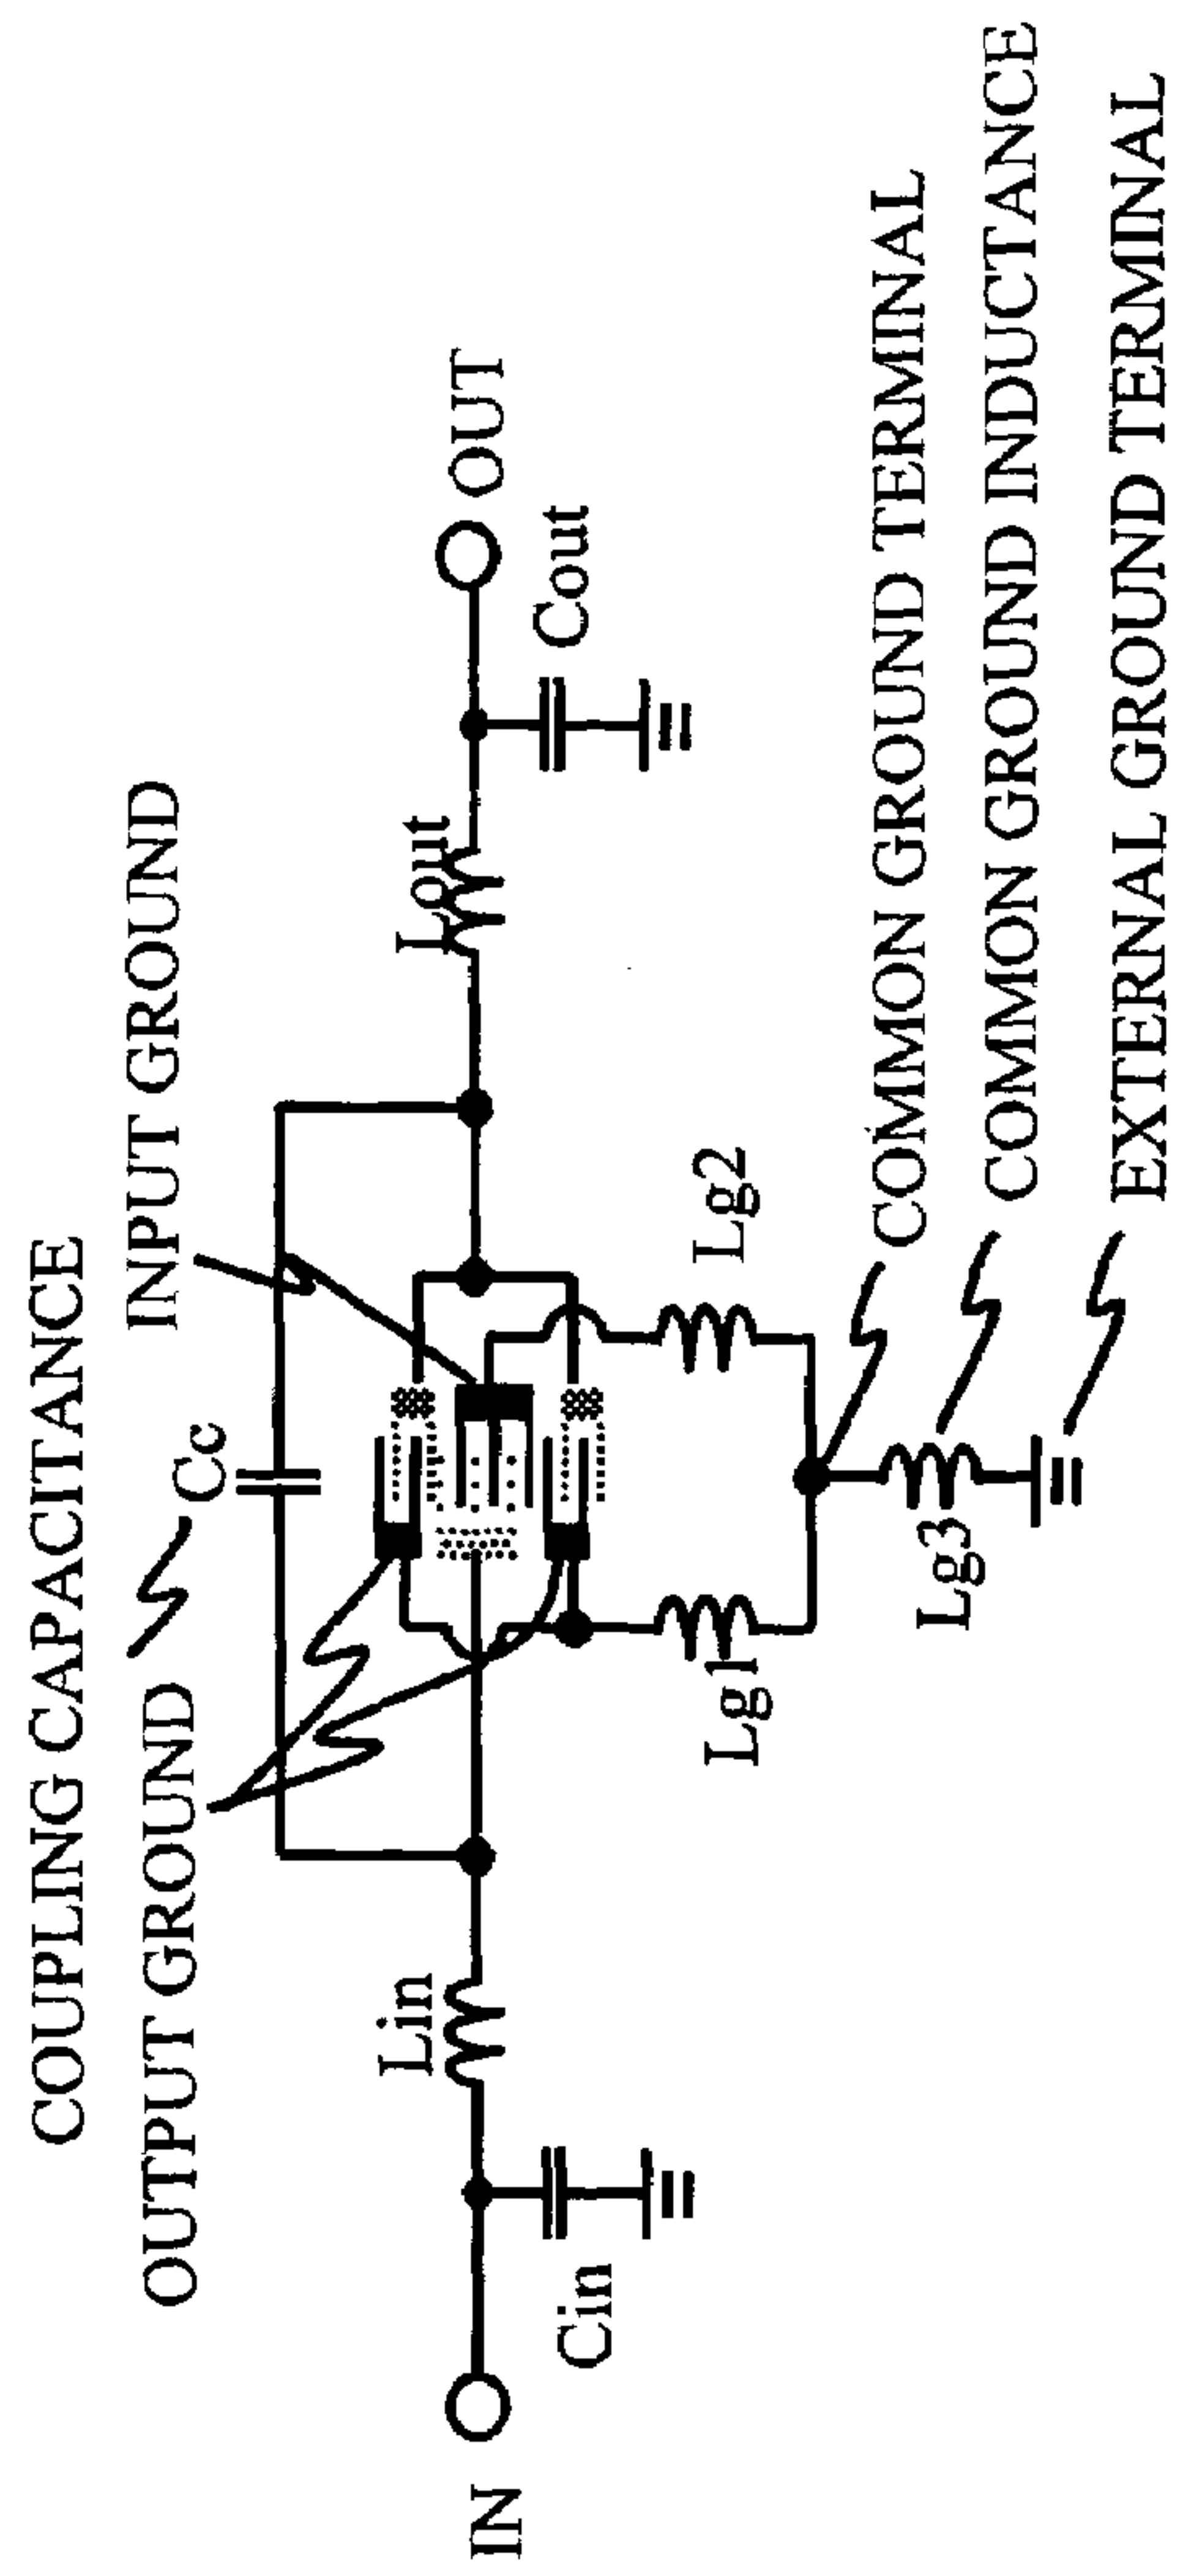 COUPLING CAPACITANCE
OUTPUT GROUND
INPUT GROUND
Cc
Lin
Lout
IN
OUT
Cin
Cout
Lg1
Lg2
Lg3
COMMON GROUND TERMINAL
COMMON GROUND INDUCTANCE
EXTERNAL GROUND TERMINAL